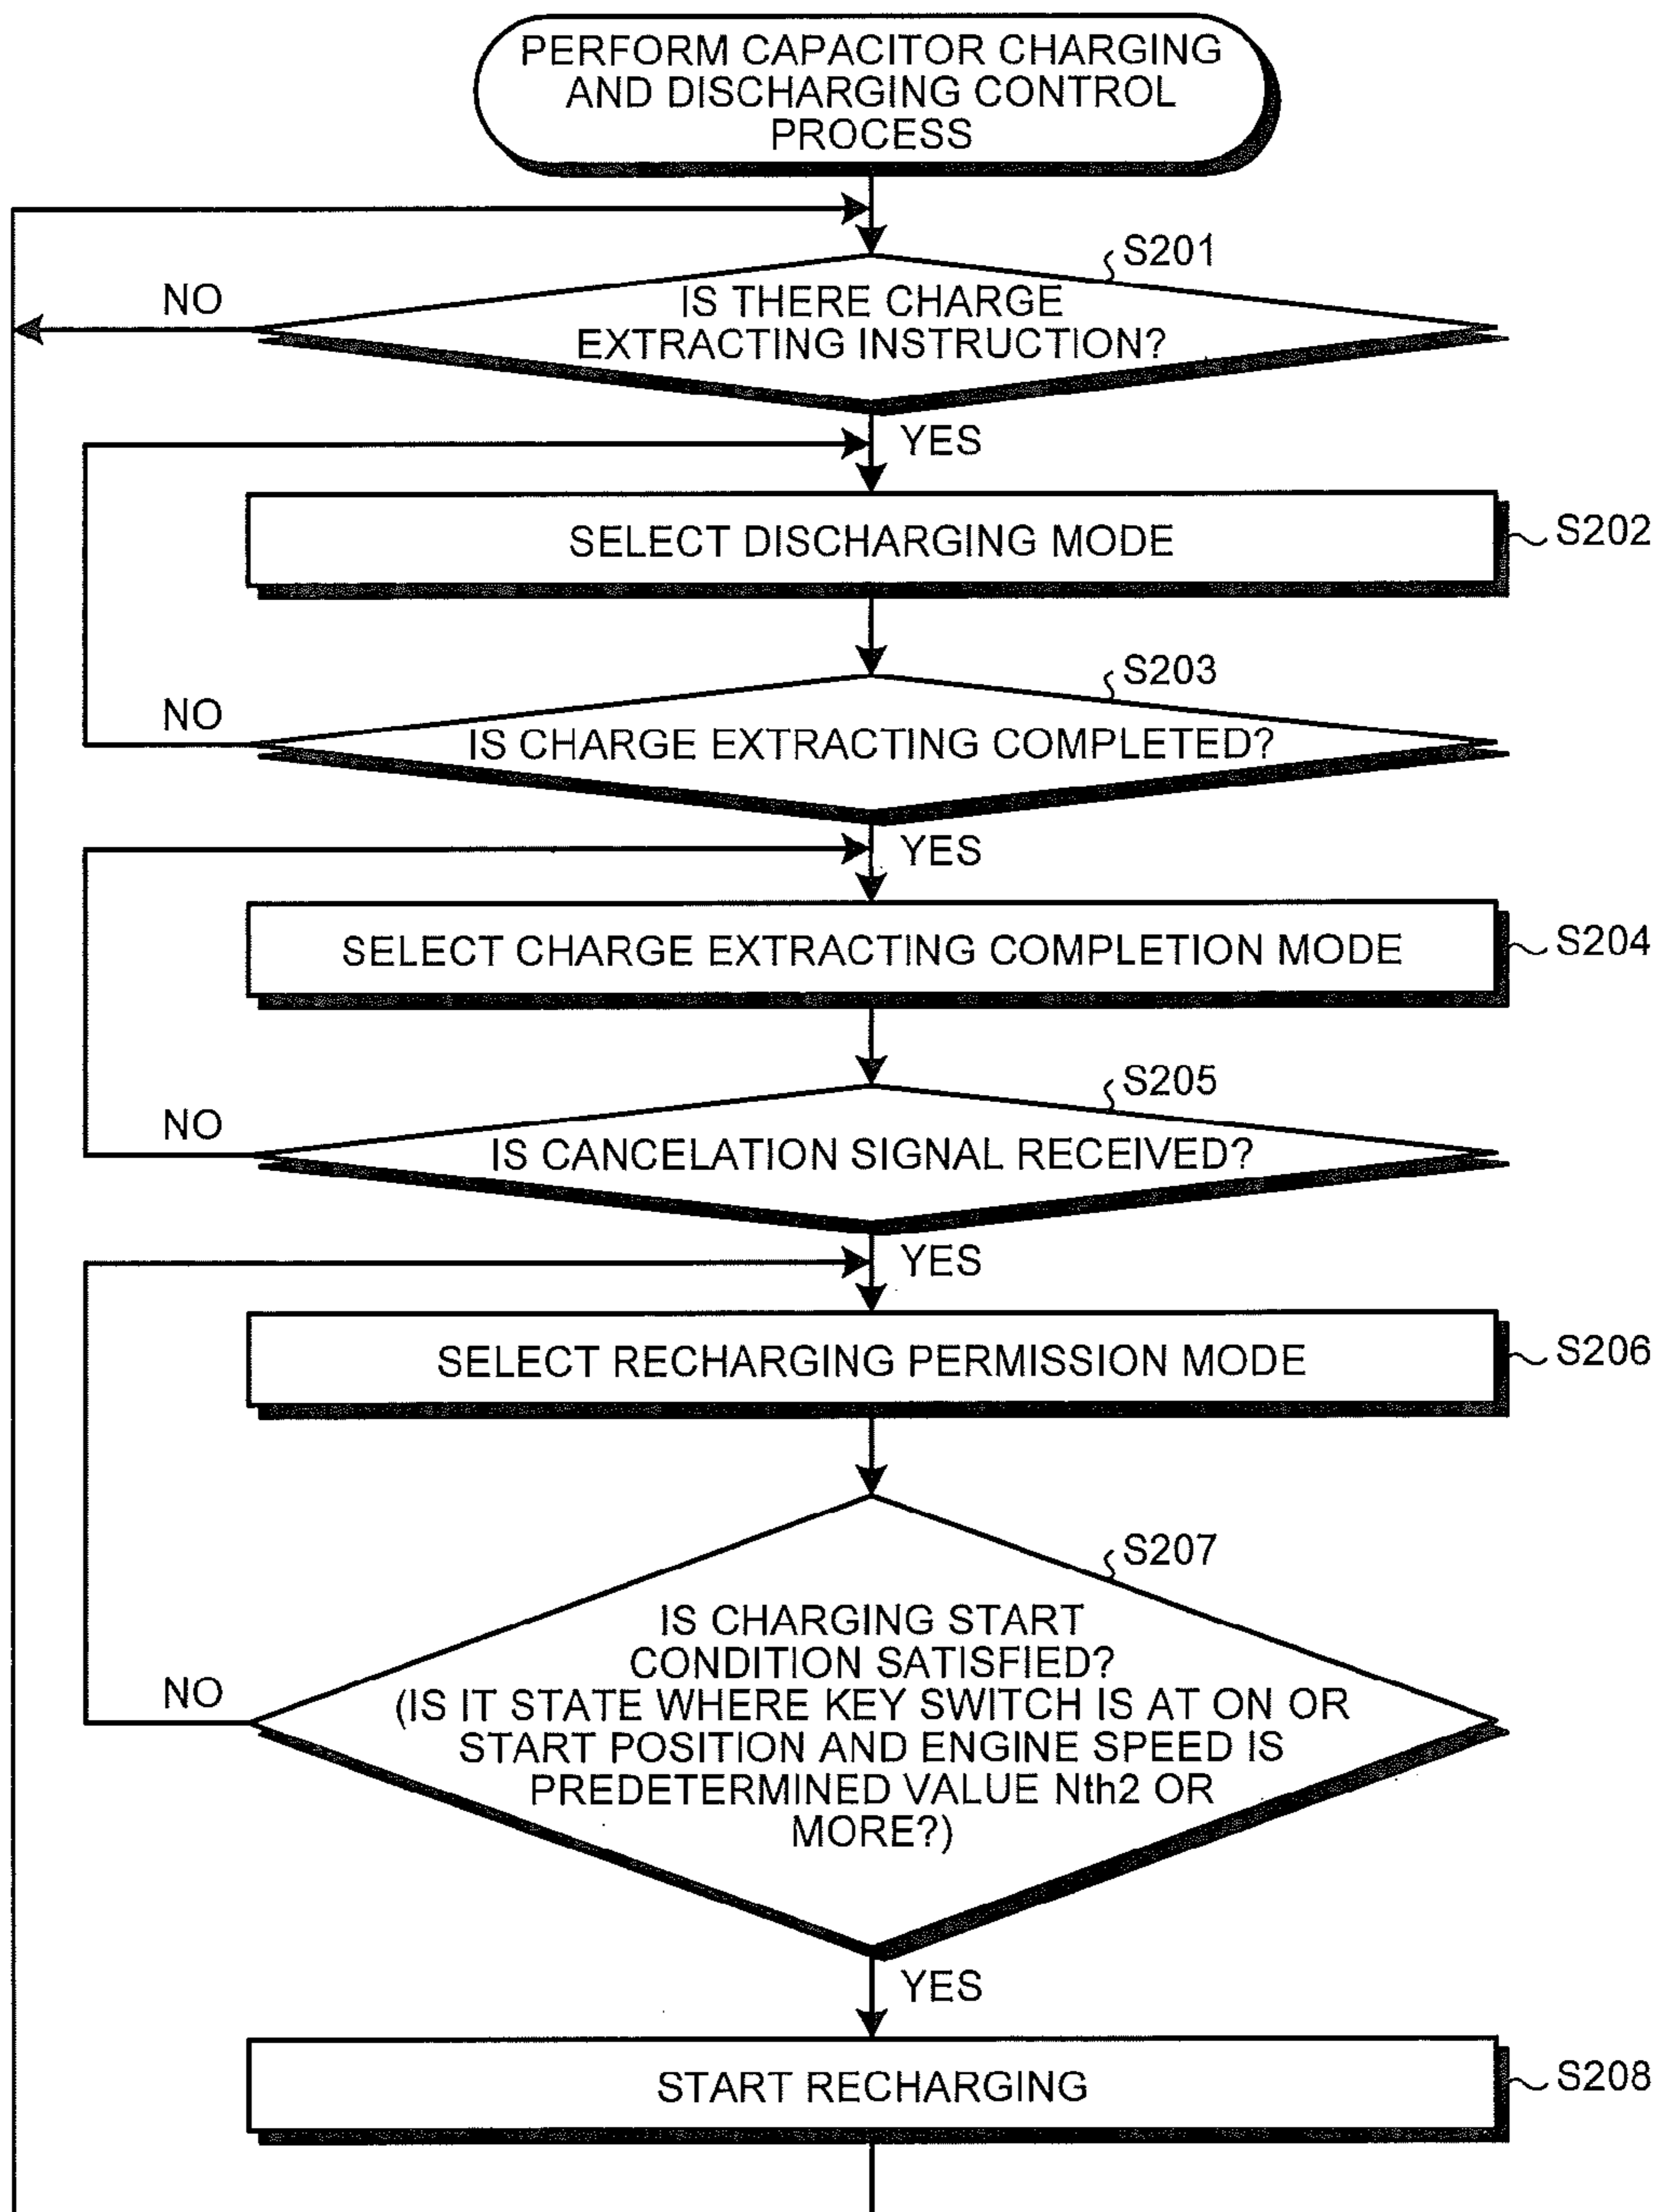 PERFORM CAPACITOR CHARGING
AND DISCHARGING CONTROL
PROCESS
S201
NO
IS THERE CHARGE
EXTRACTING INSTRUCTION?
YES
SELECT DISCHARGING MODE
S202
S203
NO
IS CHARGE EXTRACTING COMPLETED?
YES
SELECT CHARGE EXTRACTING COMPLETION MODE
S204
S205
NO
IS CANCELATION SIGNAL RECEIVED?
YES
SELECT RECHARGING PERMISSION MODE
S206
S207
IS CHARGING START
CONDITION SATISFIED?
NO
(IS IT STATE WHERE KEY SWITCH IS AT ON OR
START POSITION AND ENGINE SPEED IS
PREDETERMINED VALUE Nth2 OR
MORE?)
YES
START RECHARGING
S208